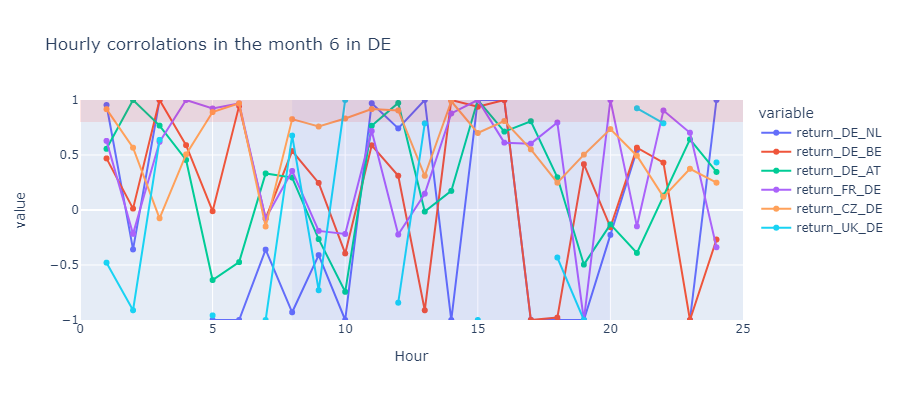 Hourly corrolations in the month 6 in DE
1
0.5
0
−0.5
−1
value
0
5
10
15
20
25
Hour
variable
return_DE_NL
return_DE_BE
return_DE_AT
return_FR_DE
return_CZ_DE
return_UK_DE